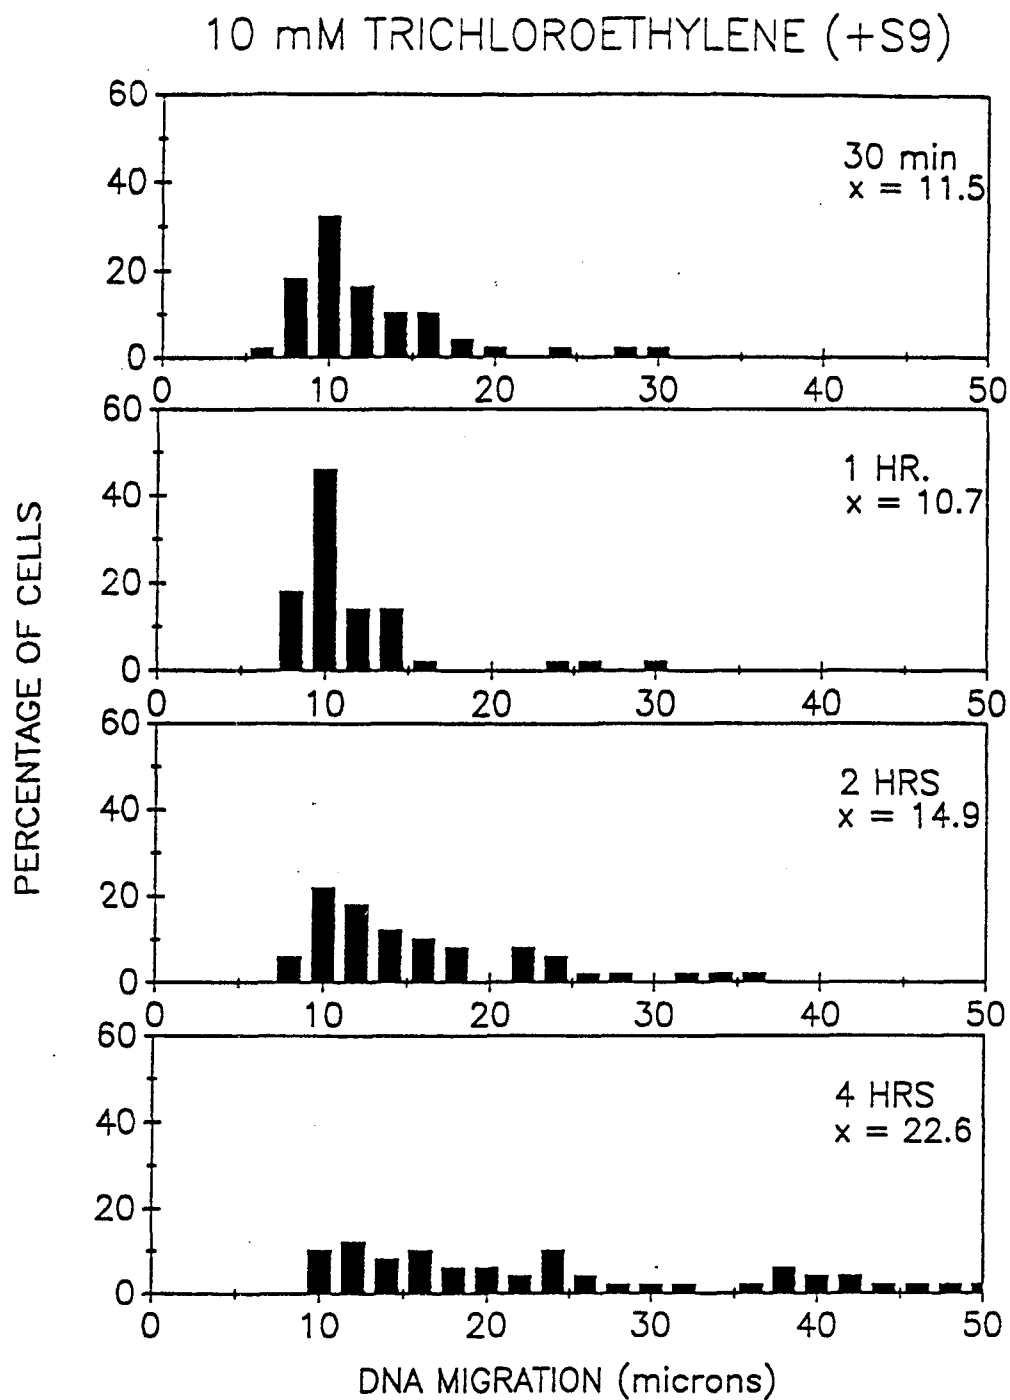 10 mM TRICHLOROETHYLENE (+S9)
PERCENTAGE OF CELLS
60
40
20
0
30 min
x = 11.5
0 10 20 30 40 50
60
40
20
0
1 HR.
x = 10.7
0 10 20 30 40 50
60
40
20
0
2 HRS
x = 14.9
0 10 20 30 40 50
60
40
20
0
4 HRS
x = 22.6
0 10 20 30 40 50
DNA MIGRATION (microns)